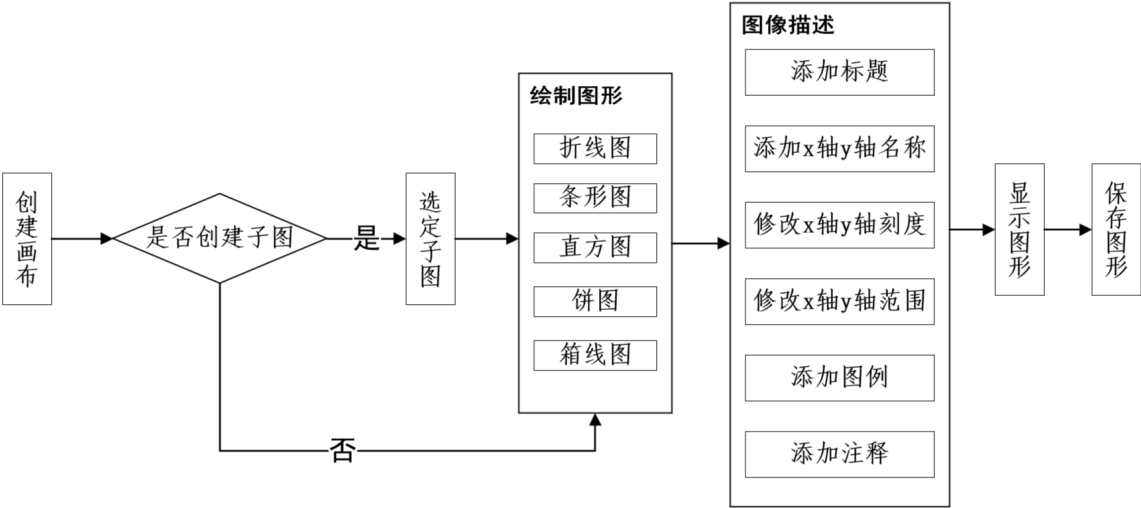 创建画布
是否创建子图
是
否
选定子图
绘制图形
折线图
条形图
直方图
饼图
箱线图
图像描述
添加标题
添加x轴y轴名称
修改x轴y轴刻度
修改x轴y轴范围
添加图例
添加注释
显示图形
保存图形